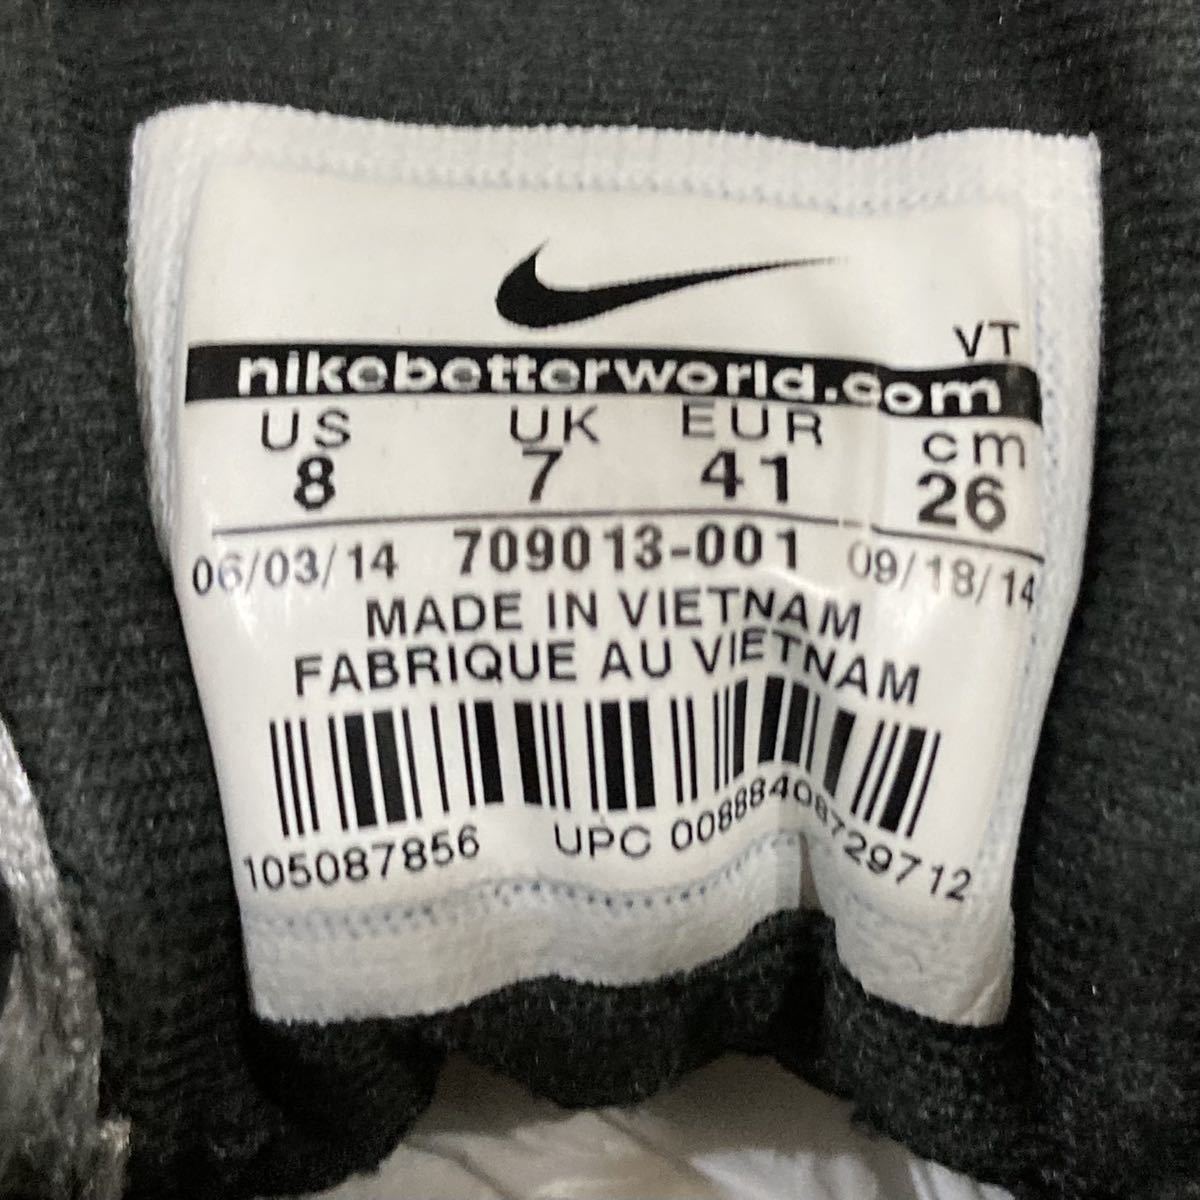 VT
nikebetterworld.com
US UK EUR cm
8 7 41 26
06/03/14 709013-001 09/18/14
MADE IN VIETNAM
FABRIQUE AU VIETNAM
105087856 UPC 00888408729712